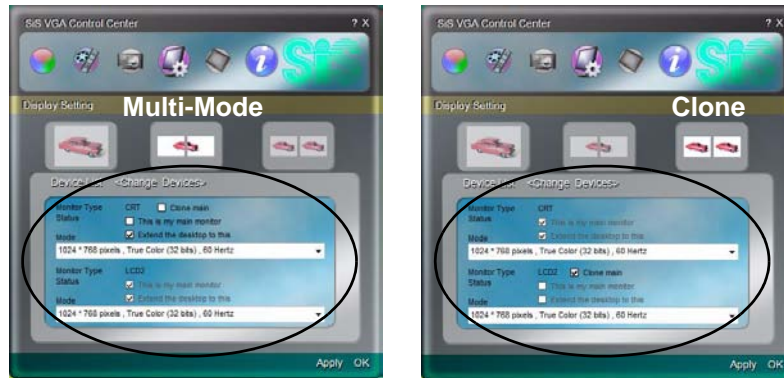 SiS VGA Control Center ? X
SiS
Display Setting Multi-Mode
Device List <Change Devices>
Monitor Type CRT Clone main
Status This is my main monitor
Extend the desktop to this
Mode
1024 * 768 pixels , True Color (32 bits) , 60 Hertz
Monitor Type LCD2
Status This is my main monitor
Extend the desktop to this
Mode
1024 * 768 pixels , True Color (32 bits) , 60 Hertz
Apply OK
SiS VGA Control Center ? X
SiS
Display Setting Clone
Device List <Change Devices>
Monitor Type CRT
Status This is my main monitor
Extend the desktop to this
Mode
1024 * 768 pixels , True Color (32 bits) , 60 Hertz
Monitor Type LCD2 Clone main
Status This is my main monitor
Extend the desktop to this
Mode
1024 * 768 pixels , True Color (32 bits) , 60 Hertz
Apply OK